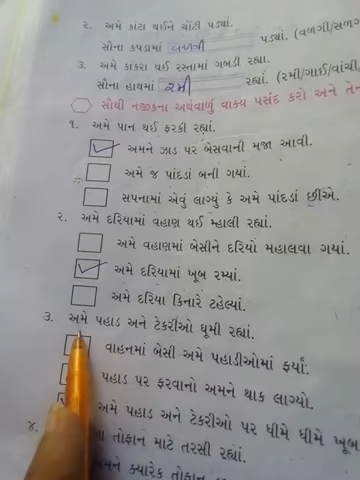 ૨. અમે કાંટા થઈને ચોંટી પડ્યાં.
સૌના કપડામાં વળગી પડ્યાં. (વળગી/સળગ
૩. અમે કાંકરા થઈ રસ્તામાં ગબડી રહ્યા.
સૌના હાથમાં રમી રહ્યાં. (રમી/ગાઈ/વાંચી
સૌથી નજીકના અર્થવાળું વાક્ય પસંદ કરો અને તેન
૧. અમે પાન થઈ ફરકી રહ્યાં.
અમને ઝાડ પર બેસવાની મજા આવી.
અમે જ પાંદડાં બની ગયાં.
સપનામાં એવું લાગ્યું કે અમે પાંદડાં છીએ.
૨. અમે દરિયામાં વહાણ થઈ મ્હાલી રહ્યાં.
અમે વહાણમાં બેસીને દરિયો મહાલવા ગયાં.
અમે દરિયામાં ખૂબ રમ્યાં.
અમે દરિયા કિનારે ટહેલ્યાં.
૩. અમે પહાડ અને ટેકરીઓ ઘૂમી રહ્યાં.
વાહનમાં બેસી અમે પહાડીઓમાં ફર્યાં.
પહાડ પર ફરવાનો અમને થાક લાગ્યો.
અમે પહાડ અને ટેકરીઓ પર ધીમે ધીમે ખૂબ
૪. તોફાન માટે તરસી રહ્યાં.
અમને ક્યારેક તોફાન